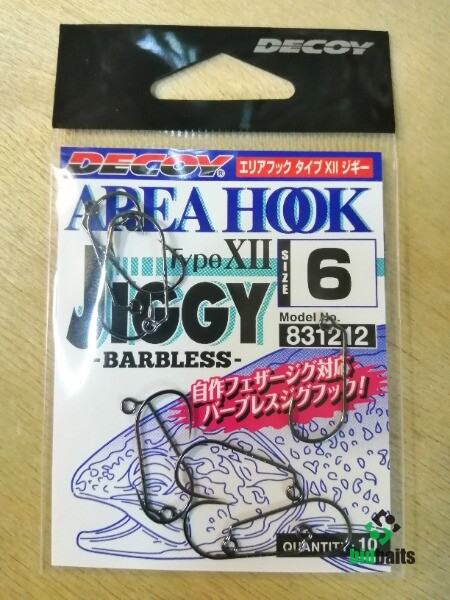 DECOY
DECOY®
エリアフック タイプXII ジギー
AREA HOOK
Type XII
SIZE
6
JIGGY
Model No.
831212
-BARBLESS-
自作フェザージグ対応
バーブレスジグフック!
QUANTITY 10
bigbaits